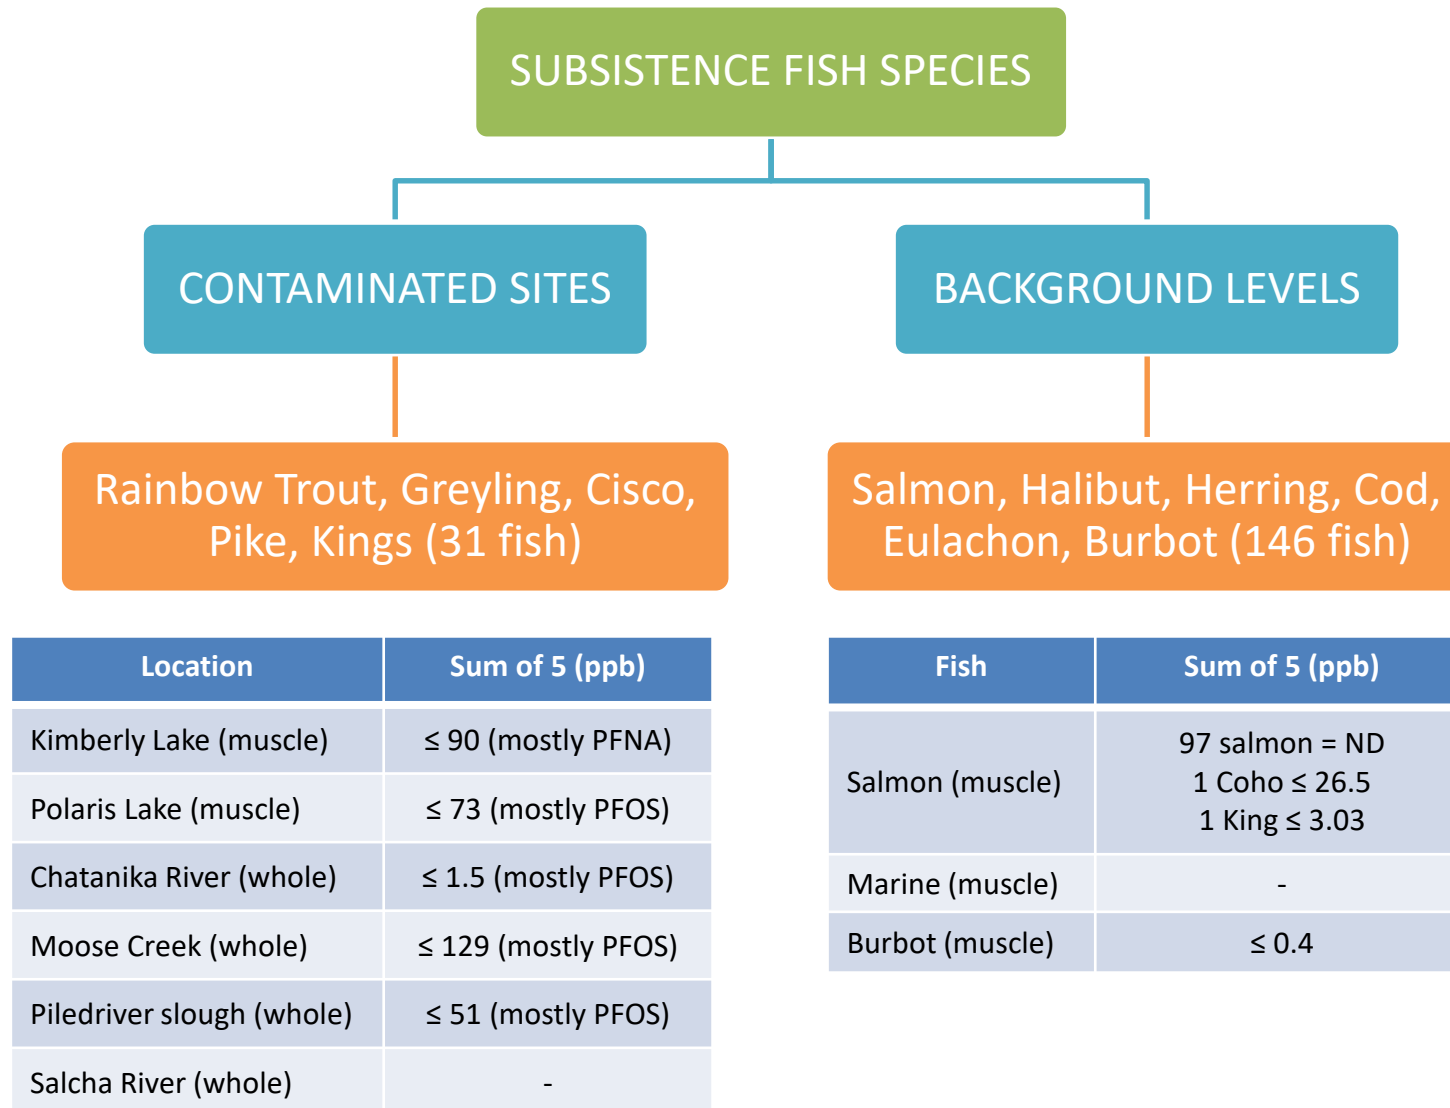 SUBSISTENCE FISH SPECIES
CONTAMINATED SITES
BACKGROUND LEVELS
Rainbow Trout, Greyling, Cisco,
Pike, Kings (31 fish)
Salmon, Halibut, Herring, Cod,
Eulachon, Burbot (146 fish)
Location Sum of 5 (ppb)
Kimberly Lake (muscle) ≤ 90 (mostly PFNA)
Polaris Lake (muscle) ≤ 73 (mostly PFOS)
Chatanika River (whole) ≤ 1.5 (mostly PFOS)
Moose Creek (whole) ≤ 129 (mostly PFOS)
Piledriver slough (whole) ≤ 51 (mostly PFOS)
Salcha River (whole) -
Fish Sum of 5 (ppb)
Salmon (muscle) 97 salmon = ND
1 Coho ≤ 26.5
1 King ≤ 3.03
Marine (muscle) -
Burbot (muscle) ≤ 0.4